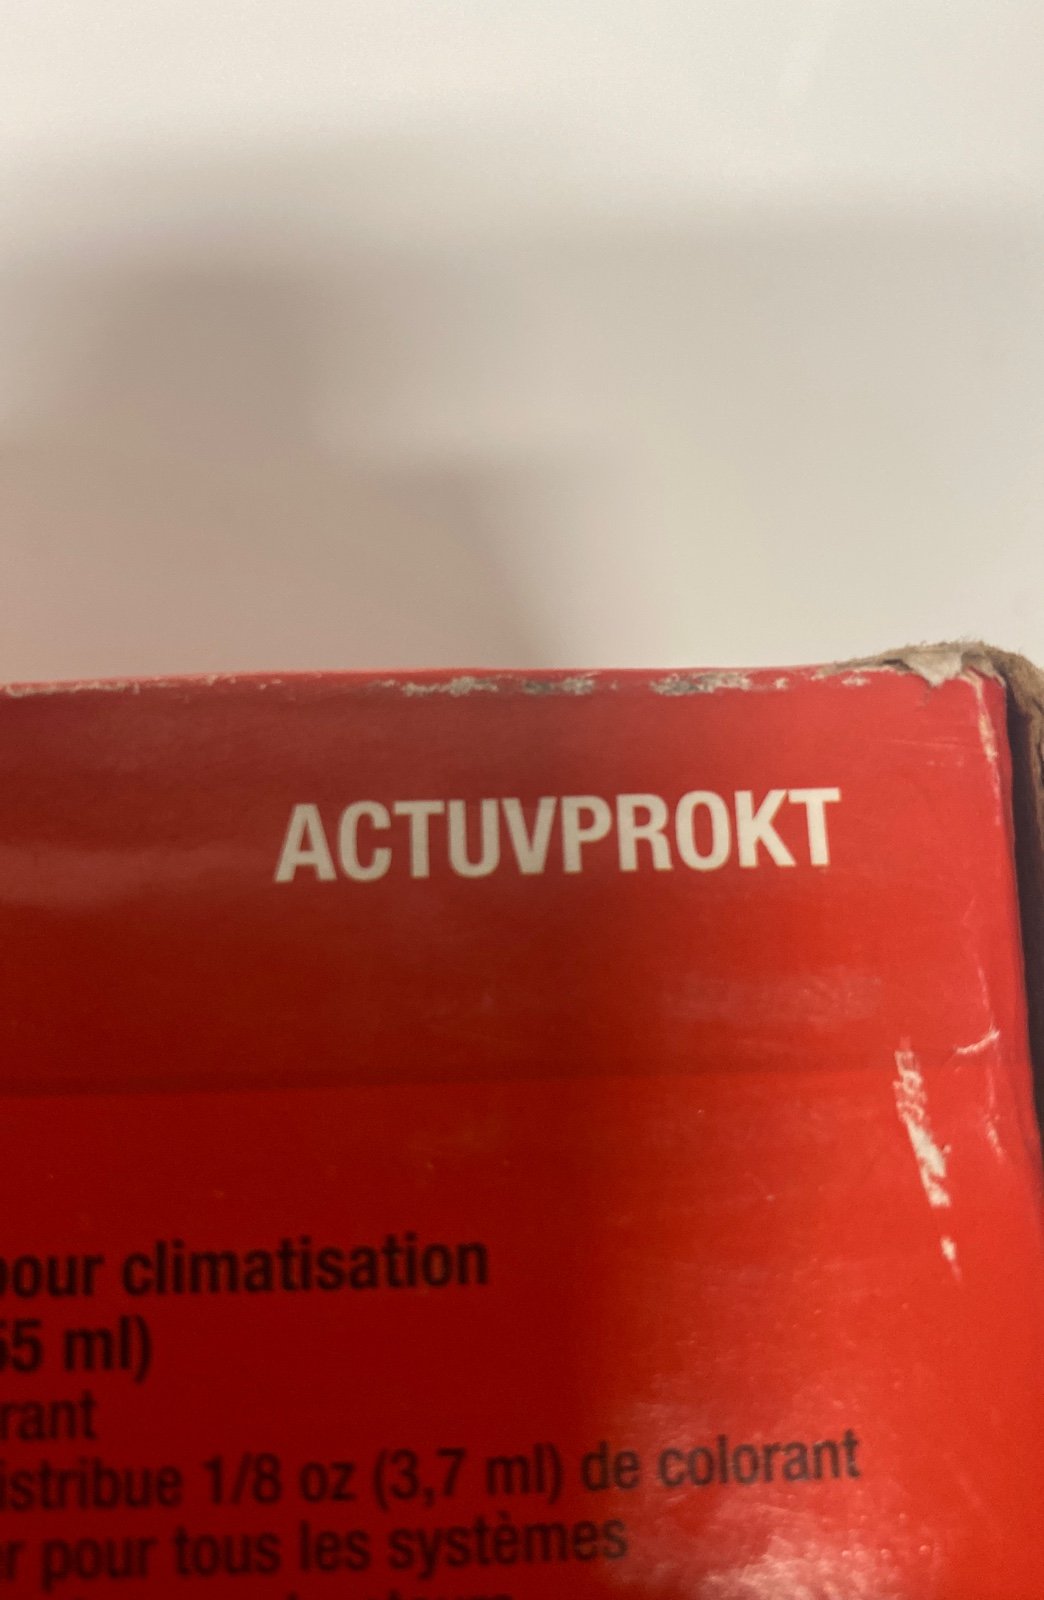 ACTUVPROKT
pour climatisation
55 ml)
rant
istribue 1/8 oz (3,7 ml) de colorant
r pour tous les systèmes